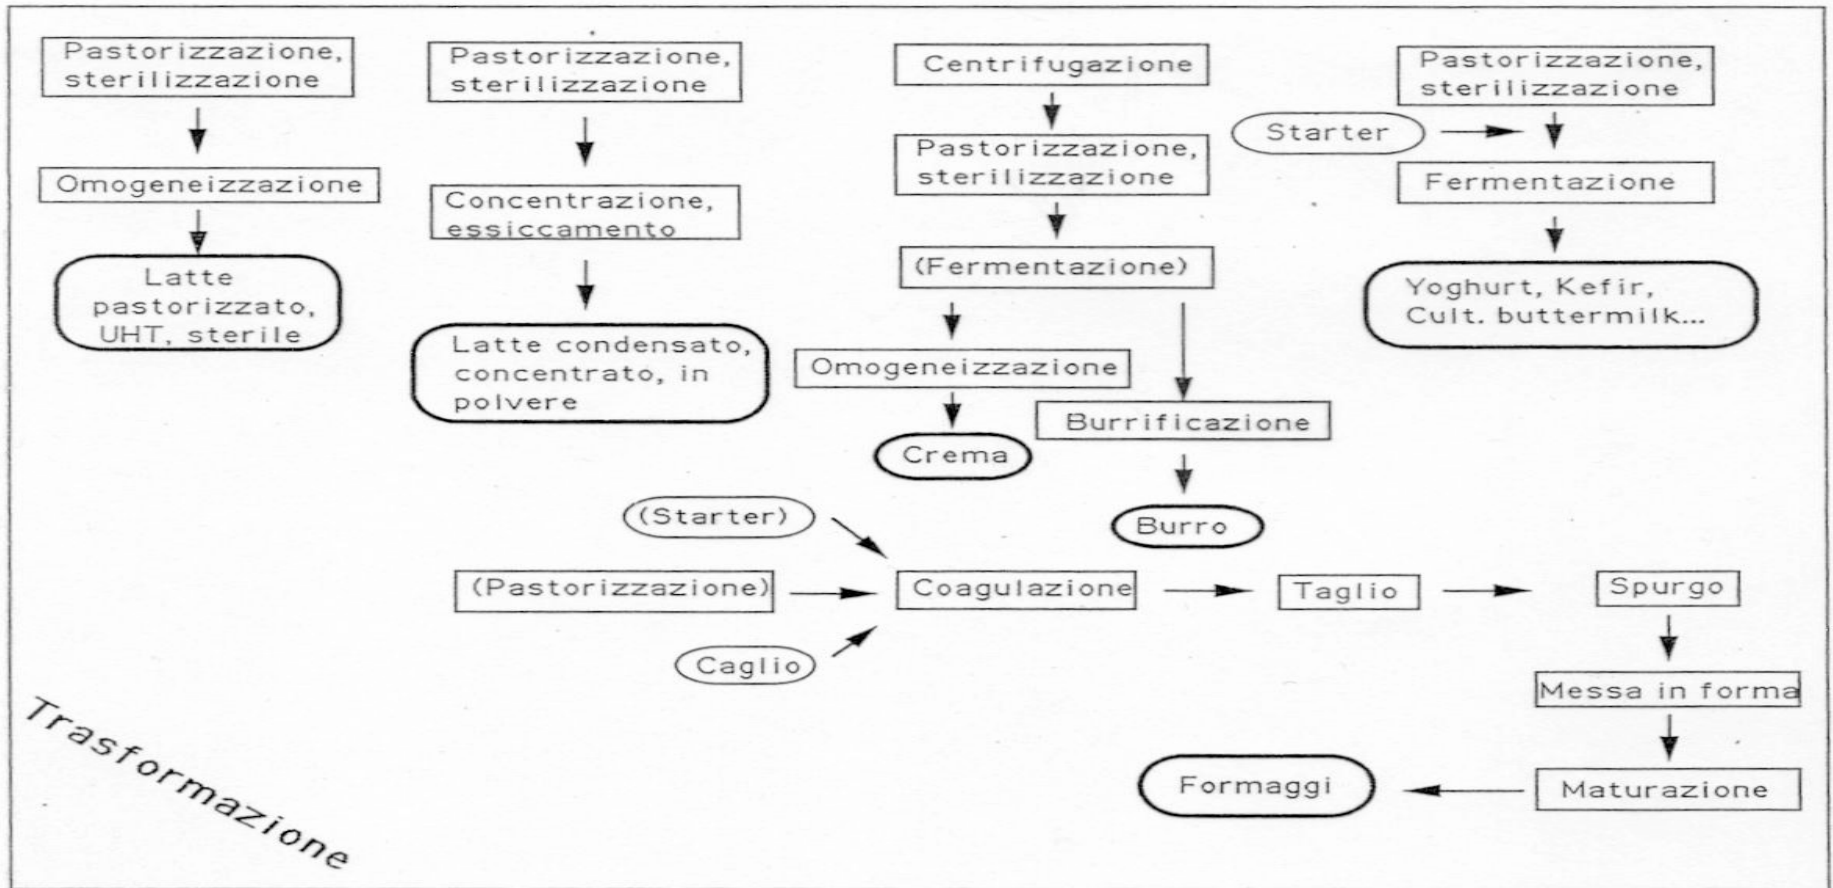 Pastorizzazione,
sterilizzazione
Omogeneizzazione
Latte
pastorizzato,
UHT, sterile
Pastorizzazione,
sterilizzazione
Concentrazione,
essiccamento
Latte condensato,
concentrato, in
polvere
Centrifugazione
Pastorizzazione,
sterilizzazione
(Fermentazione)
Omogeneizzazione
Crema
Burrificazione
Burro
Pastorizzazione,
sterilizzazione
Starter
Fermentazione
Yoghurt, Kefir,
Cult. buttermilk...
(Starter)
(Pastorizzazione)
Caglio
Coagulazione
Taglio
Spurgo
Messa in forma
Maturazione
Formaggi
Trasformazione